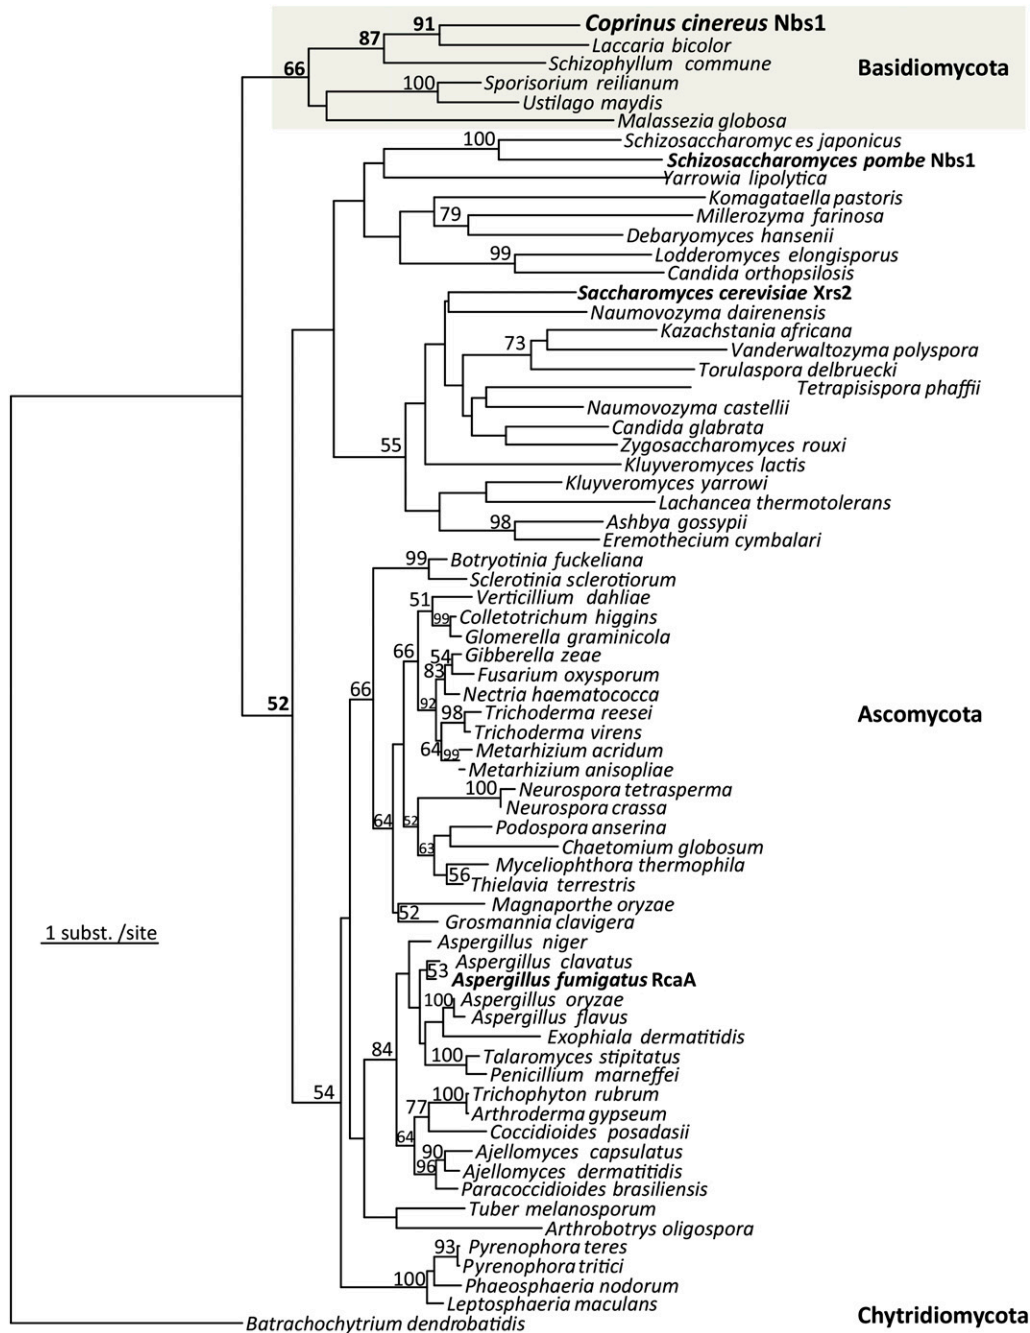 91 Coprinus cinereus Nbs1
87 Laccaria bicolor
66 Schizophyllum commune Basidiomycota
100 Sporisorium reilianum
Ustilago maydis
Malassezia globosa
100 Schizosaccharomyc es japonicus
Schizosaccharomyces pombe Nbs1
Yarrowia lipolytica
Komagataella pastoris
79 Millerozyma farinosa
Debaryomyces hansenii
99 Lodderomyces elongisporus
Candida orthopsilosis
Saccharomyces cerevisiae Xrs2
Naumovozyma dairenensis
73 Kazachstania africana
Vanderwaltozyma polyspora
Torulaspora delbruecki
Tetrapisispora phaffii
Naumovozyma castellii
Candida glabrata
55 Zygosaccharomyces rouxi
Kluyveromyces lactis
Kluyveromyces yarrowi
Lachancea thermotolerans
98 Ashbya gossypii
Eremothecium cymbalari
99 Botryotinia fuckeliana
Sclerotinia sclerotiorum
51 Verticillium dahliae
99 Colletotrichum higgins
Glomerella graminicola
66 54 Gibberella zeae
83 Fusarium oxysporum
66 92 Nectria haematococca
52 98 Trichoderma reesei Ascomycota
Trichoderma virens
64 99 Metarhizium acridum
Metarhizium anisopliae
100 Neurospora tetrasperma
Neurospora crassa
64 52 Podospora anserina
63 Chaetomium globosum
Myceliophthora thermophila
56 Thielavia terrestris
Magnaporthe oryzae
52 Grosmannia clavigera
1 subst. /site
Aspergillus niger
Aspergillus clavatus
53 Aspergillus fumigatus RcaA
100 Aspergillus oryzae
Aspergillus flavus
Exophiala dermatitidis
84 100 Talaromyces stipitatus
Penicillium marneffei
54 100 Trichophyton rubrum
77 Arthroderma gypseum
64 Coccidioides posadasii
90 Ajellomyces capsulatus
96 Ajellomyces dermatitidis
Paracoccidioides brasiliensis
Tuber melanosporum
Arthrobotrys oligospora
93 Pyrenophora teres
Pyrenophora tritici
100 Phaeosphaeria nodorum
Leptosphaeria maculans
Batrachochytrium dendrobatidis Chytridiomycota